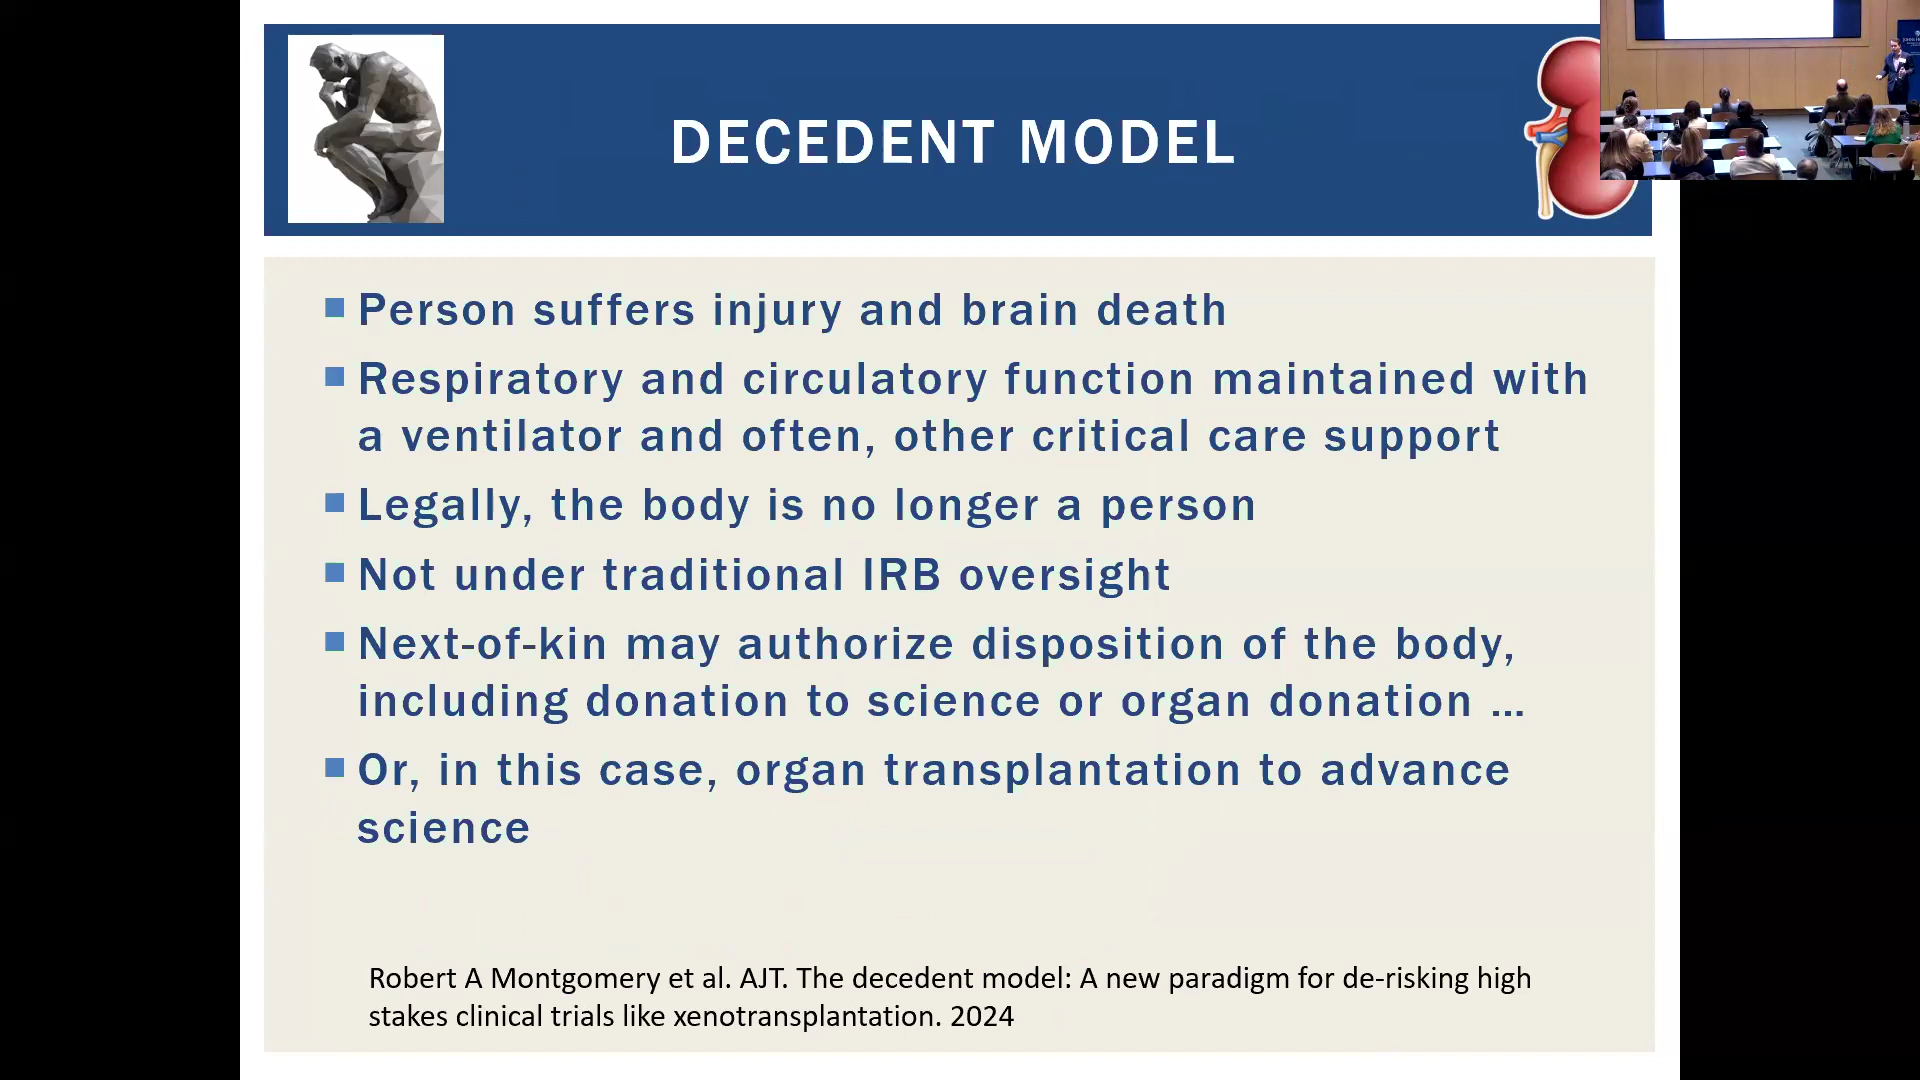 DECEDENT MODEL
Person suffers injury and brain death
Respiratory and circulatory function maintained with
a ventilator and often, other critical care support
Legally, the body is no longer a person
Not under traditional IRB oversight
Next-of-kin may authorize disposition of the body,
including donation to science or organ donation ...
Or, in this case, organ transplantation to advance
science
Robert A Montgomery et al. AJT. The decedent model: A new paradigm for de-risking high
stakes clinical trials like xenotransplantation. 2024